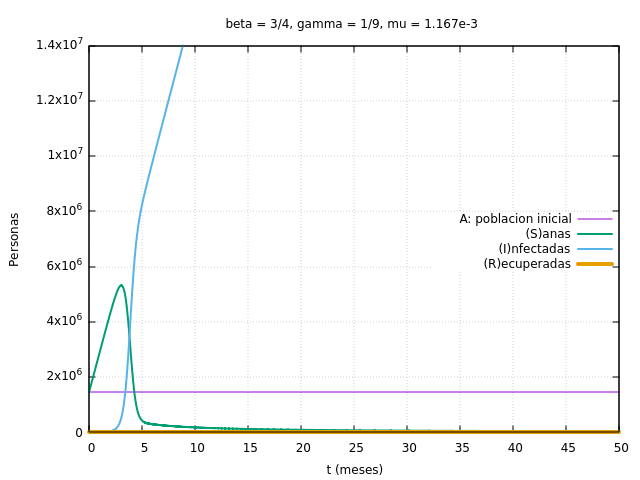 beta = 3/4, gamma = 1/9, mu = 1.167e-3
1.4x10^7
1.2x10^7
1x10^7
8x10^6
6x10^6
4x10^6
2x10^6
0
Personas
A: poblacion inicial
(S)anas
(I)nfectadas
(R)ecuperadas
0 5 10 15 20 25 30 35 40 45 50
t (meses)